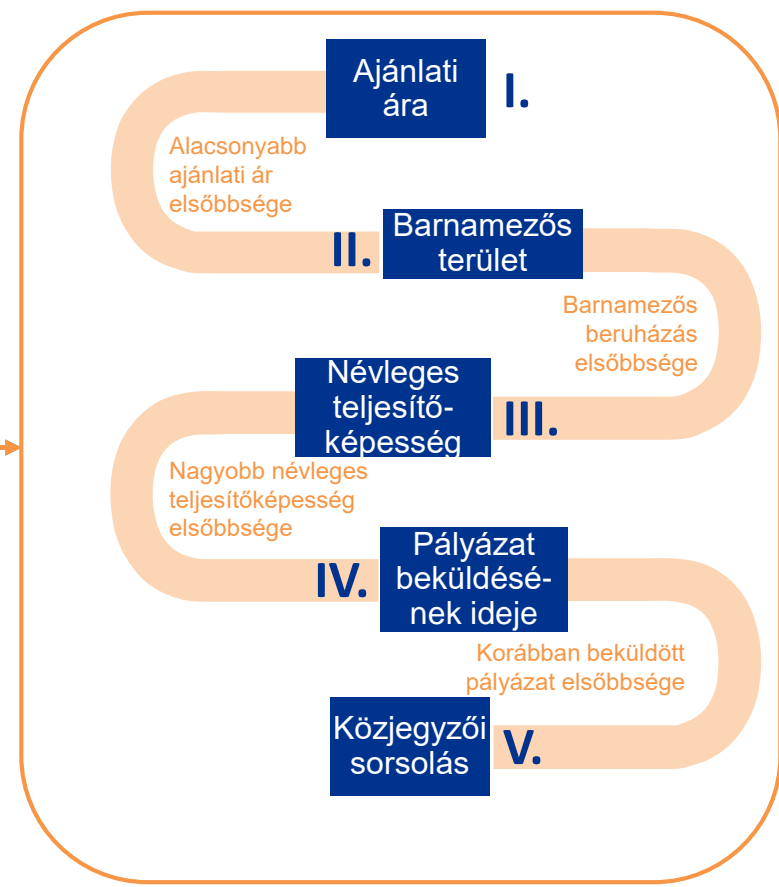 Ajánlati
ára
I.
Alacsonyabb
ajánlati ár
elsőbbsége
II.
Barnamezős
terület
Barnamezős
beruházás
elsőbbsége
Névleges
teljesítő-
képesség
III.
Nagyobb névleges
teljesítőképesség
elsőbbsége
IV.
Pályázat
beküldésé-
nek ideje
Korábban beküldött
pályázat elsőbbsége
Közjegyzői
sorsolás
V.